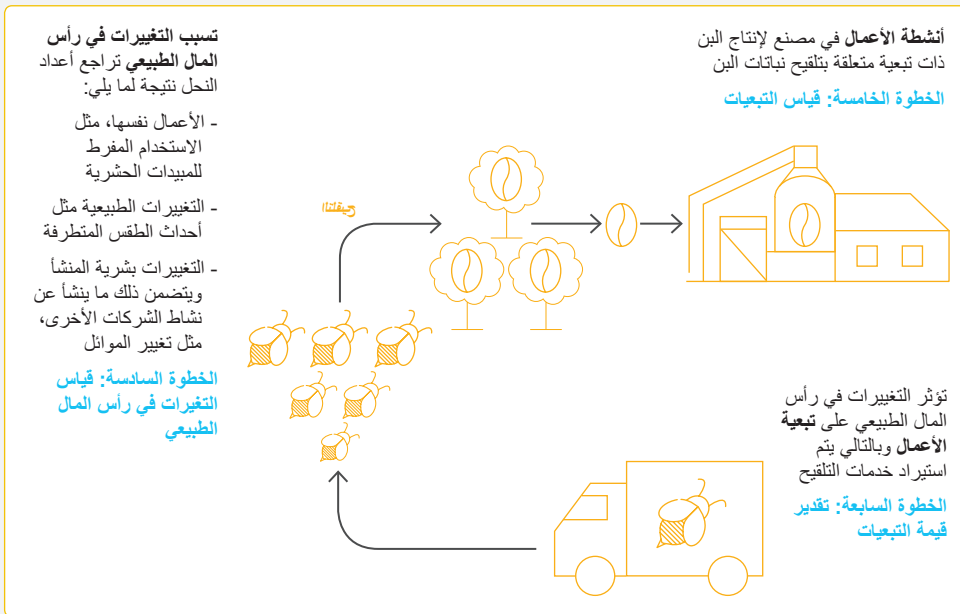 أنشطة الأعمال في مصنع لإنتاج البن
ذات تبعية متعلقة بتلقيح نباتات البن
الخطوة الخامسة: قياس التبعيات
تسبب التغييرات في رأس
المال الطبيعي تراجع أعداد
النحل نتيجة لما يلي:
- الأعمال نفسها، مثل
الاستخدام المفرط
للمبيدات الحشرية
- التغييرات الطبيعية مثل
أحداث الطقس المتطرفة
- التغييرات بشرية المنشأ
ويتضمن ذلك ما ينشأ عن
نشاط الشركات الأخرى،
مثل تغيير الموائل
الخطوة السادسة: قياس
التغيرات في رأس المال
الطبيعي
تؤثر التغييرات في رأس
المال الطبيعي على تبعية
الأعمال وبالتالي يتم
استيراد خدمات التلقيح
الخطوة السابعة: تقدير
قيمة التبعيات